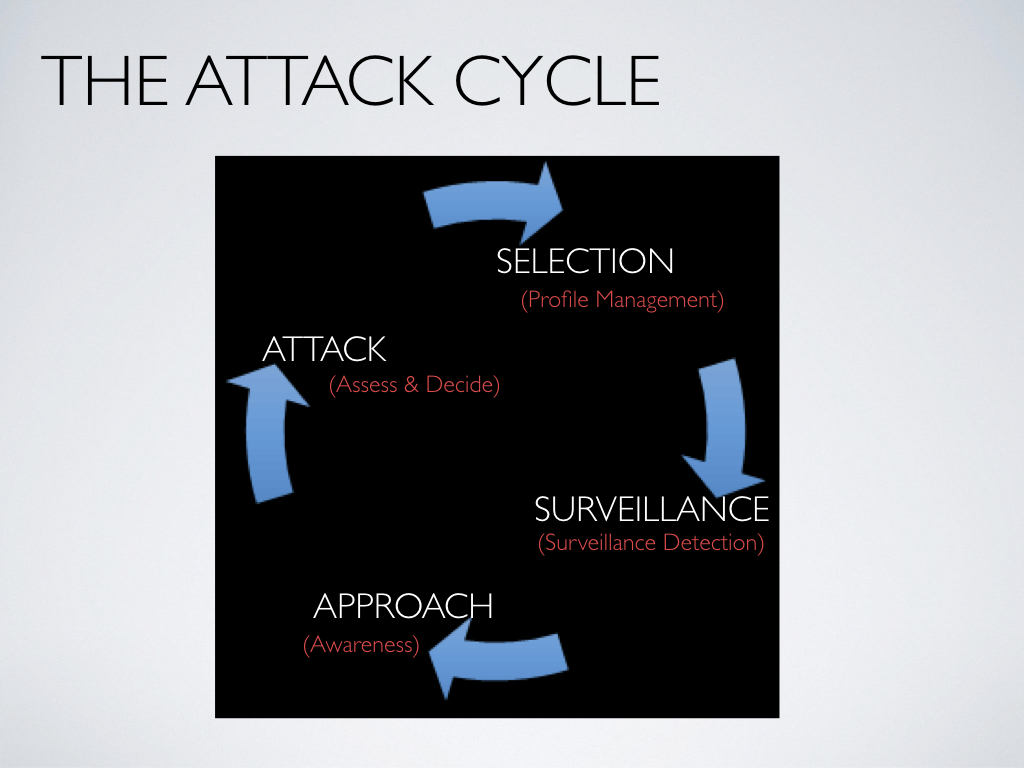 THE ATTACK CYCLE
SELECTION
(Profile Management)
ATTACK
(Assess & Decide)
SURVEILLANCE
(Surveillance Detection)
APPROACH
(Awareness)